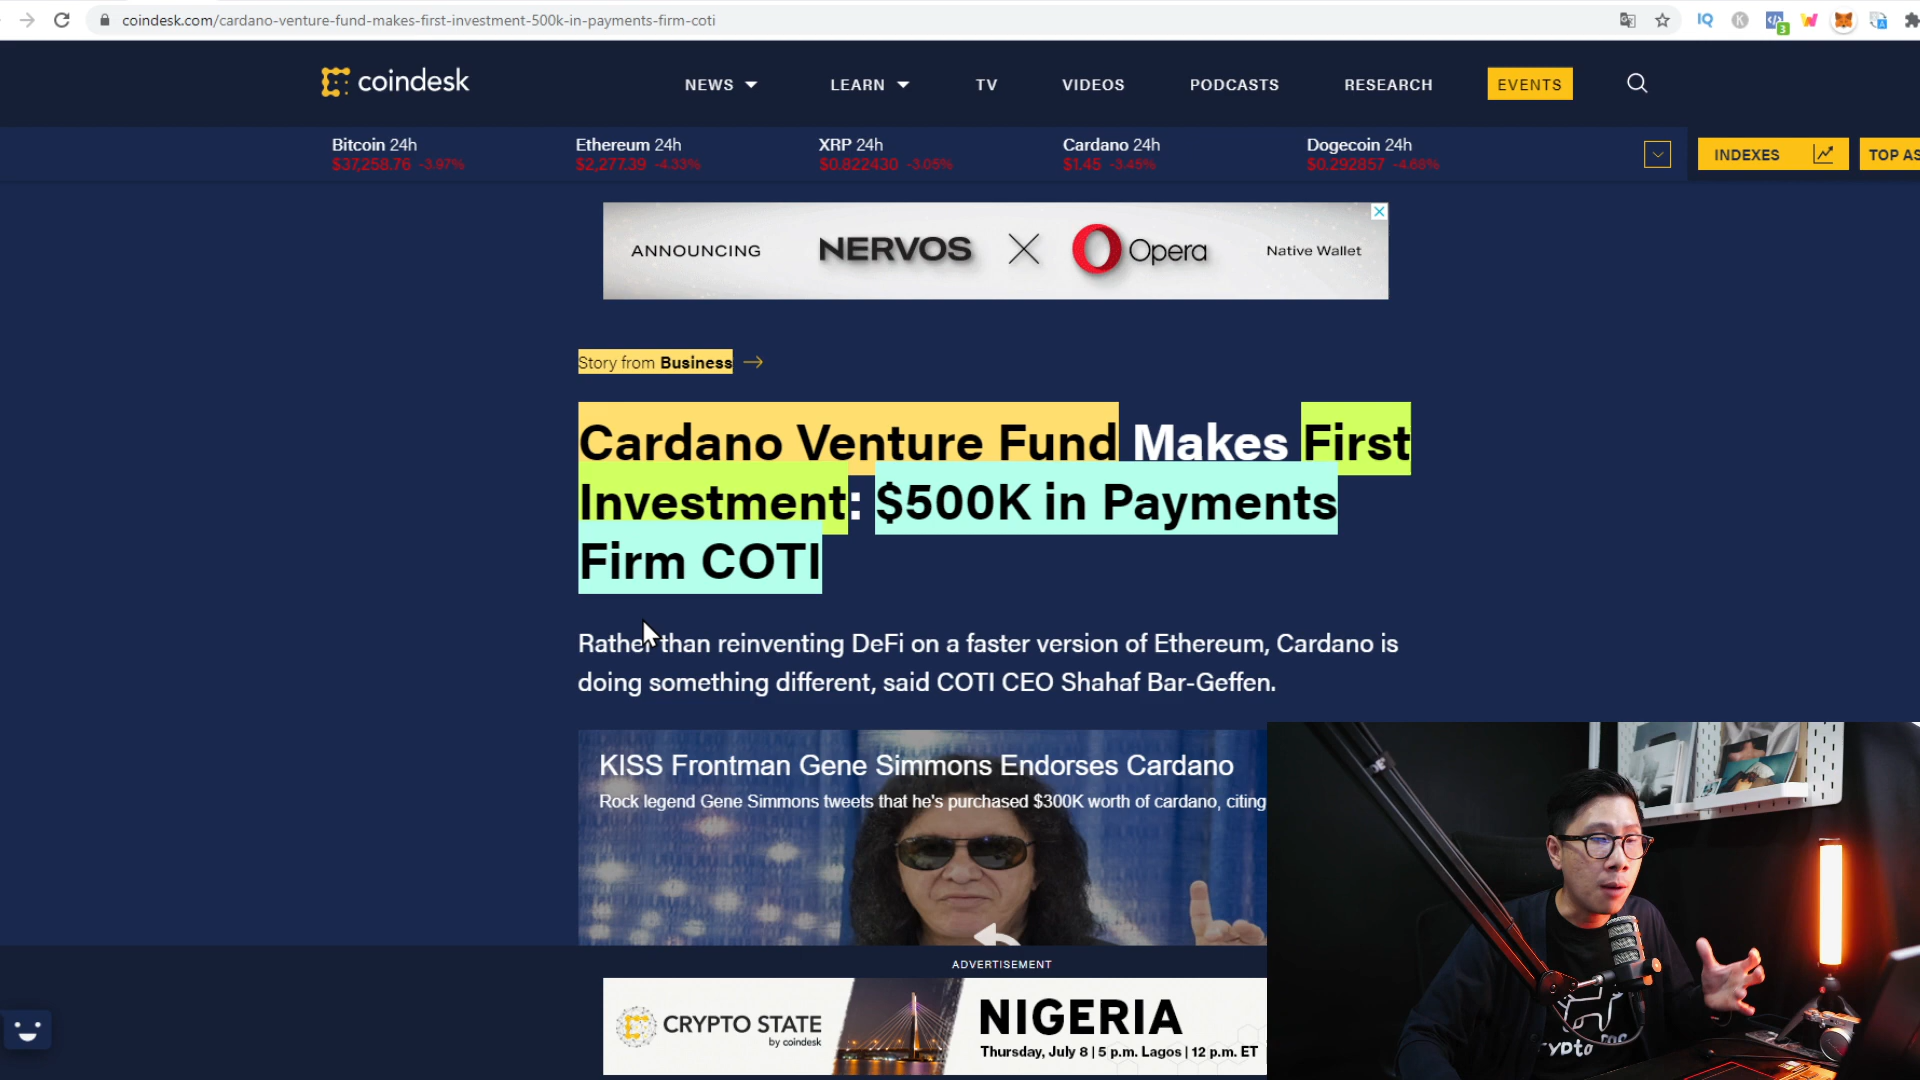 coindesk.com/cardano-venture-fund-makes-first-investment-500k-in-payments-firm-coti
IQ
K
3
coindesk
NEWS
LEARN
TV
VIDEOS
PODCASTS
RESEARCH
EVENTS
Bitcoin 24h
$37,258.76 -3.97%
Ethereum 24h
$2,277.39 -4.33%
XRP 24h
$0.822430 -3.05%
Cardano 24h
$1.45 -3.45%
Dogecoin 24h
$0.292857 -4.68%
INDEXES
TOP AS
ANNOUNCING
NERVOS
Opera
Native Wallet
Story from Business
Cardano Venture Fund Makes First
Investment: $500K in Payments
Firm COTI
Rather than reinventing DeFi on a faster version of Ethereum, Cardano is
doing something different, said COTI CEO Shahaf Bar-Geffen.
KISS Frontman Gene Simmons Endorses Cardano
Rock legend Gene Simmons tweets that he's purchased $300K worth of cardano, citing
ADVERTISEMENT
CRYPTO STATE
by coindesk
NIGERIA
Thursday, July 8 | 5 p.m. Lagos | 12 p.m. ET